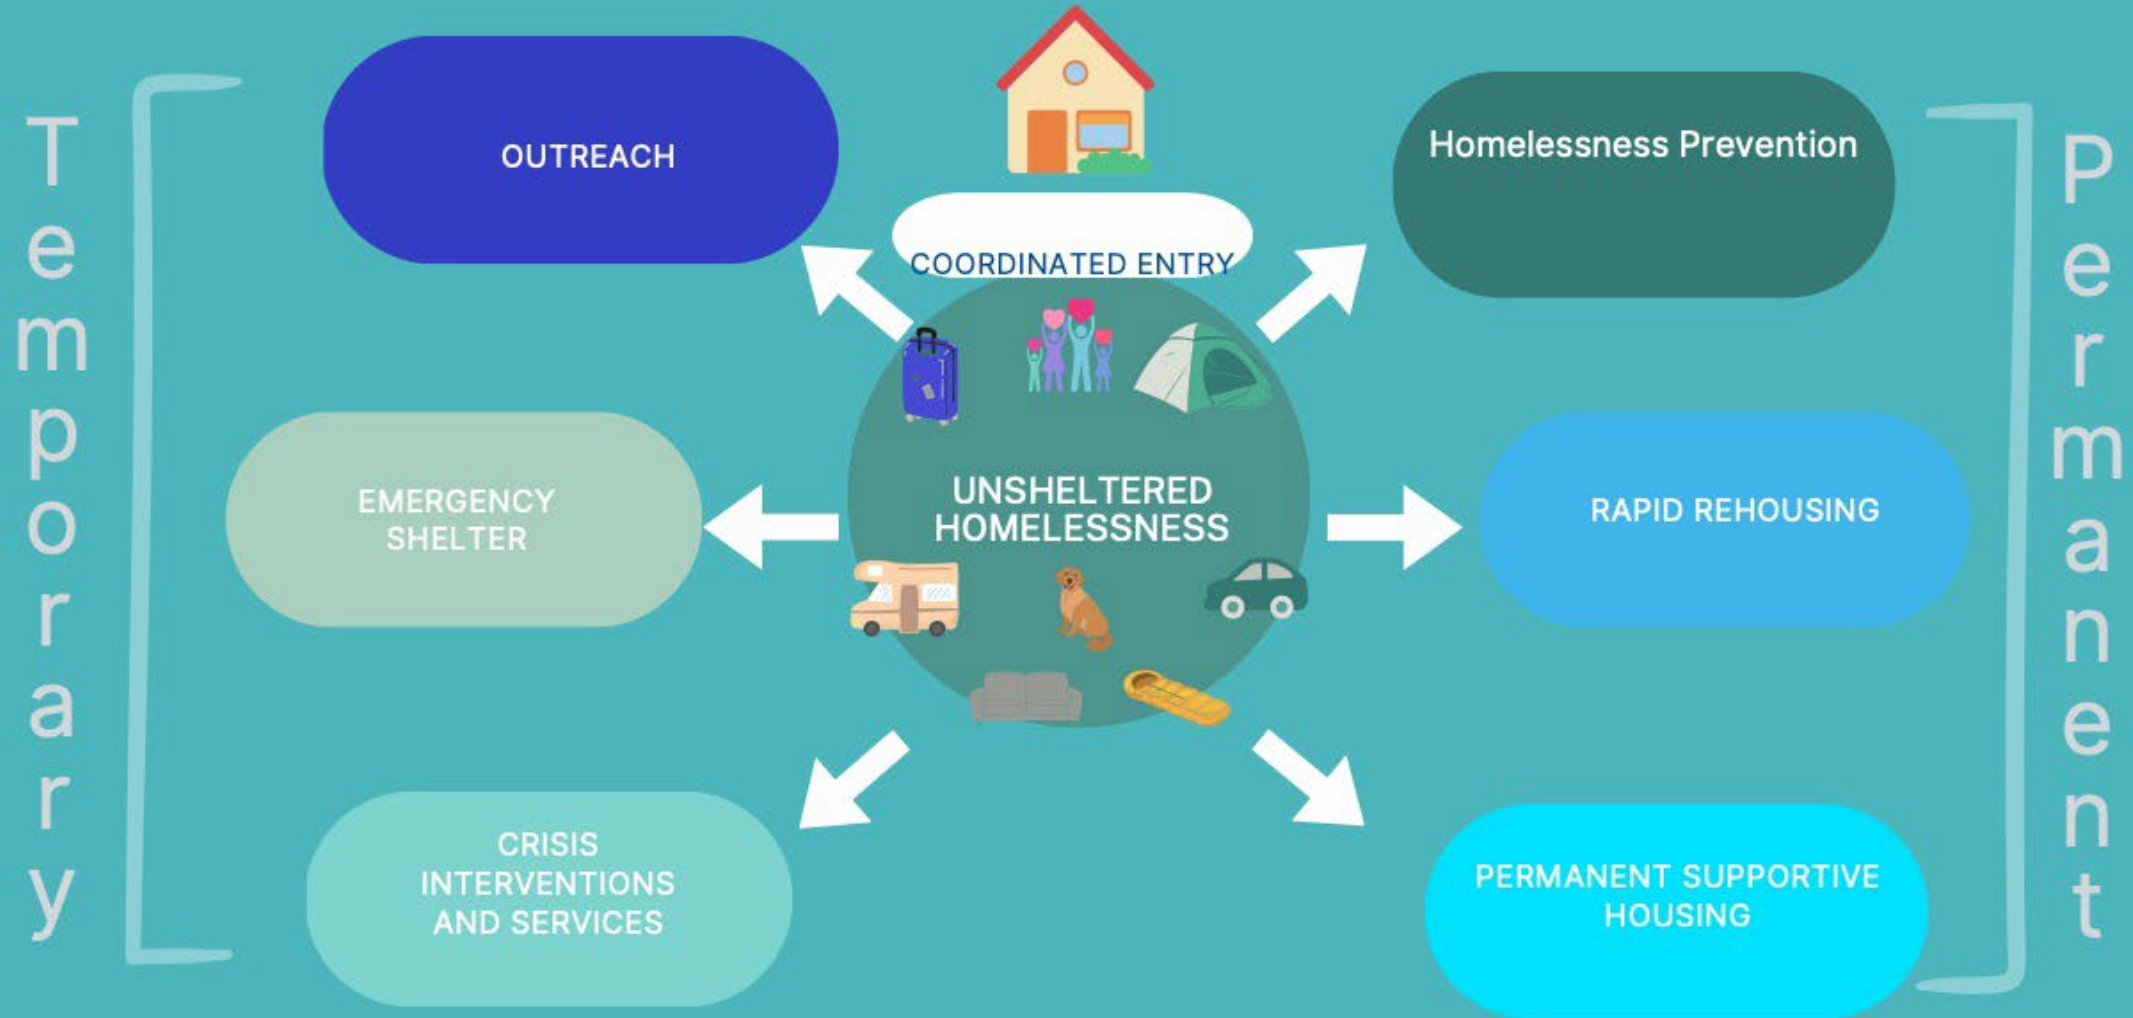 Temporary
OUTREACH
EMERGENCY
SHELTER
CRISIS
INTERVENTIONS
AND SERVICES
COORDINATED ENTRY
UNSHELTERED
HOMELESSNESS
Homelessness Prevention
RAPID REHOUSING
PERMANENT SUPPORTIVE
HOUSING
Permanent